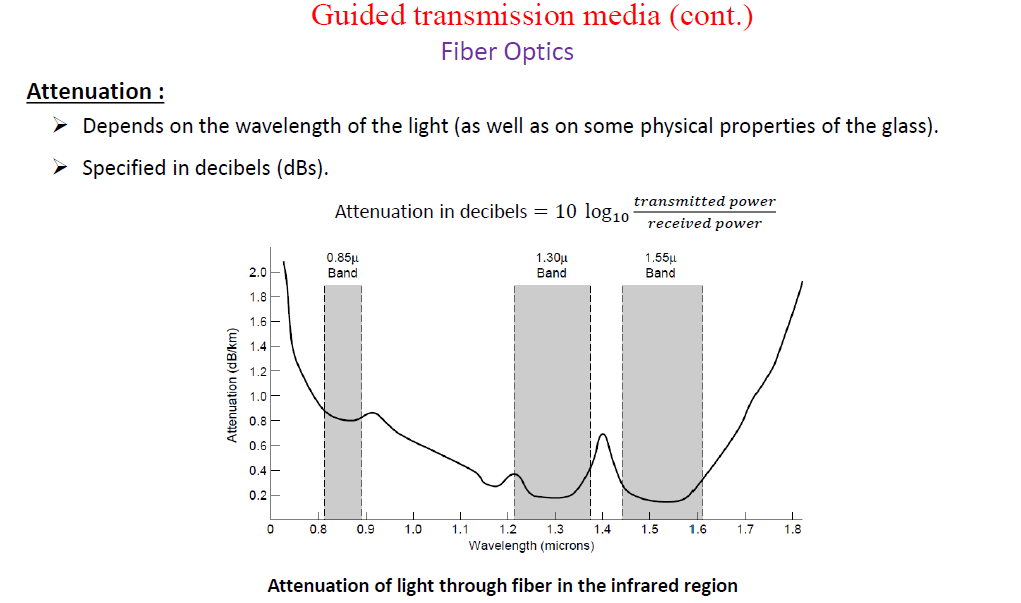 Guided transmission media (cont.)
Fiber Optics
Attenuation :
➢ Depends on the wavelength of the light (as well as on some physical properties of the glass).
➢ Specified in decibels (dBs).
Attenuation in decibels = 10 log₁₀ transmitted power / received power
0.85μ Band
1.30μ Band
1.55μ Band
2.0
1.8
1.6
1.4
1.2
1.0
0.8
0.6
0.4
0.2
Attenuation (dB/km)
0 0.8 0.9 1.0 1.1 1.2 1.3 1.4 1.5 1.6 1.7 1.8
Wavelength (microns)
Attenuation of light through fiber in the infrared region